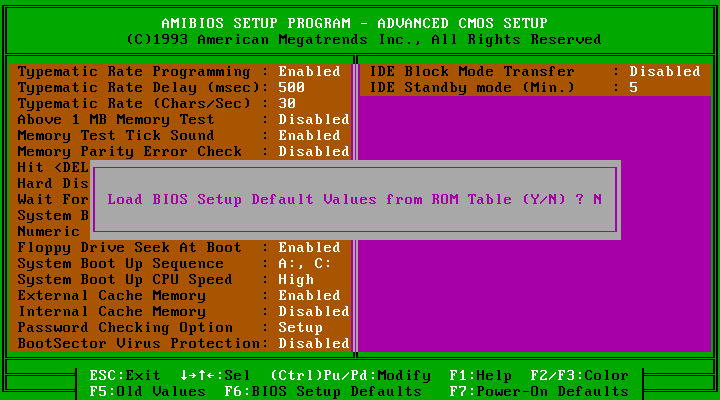 AMIBIOS SETUP PROGRAM - ADVANCED CMOS SETUP
(C)1993 American Megatrends Inc., All Rights Reserved
Typematic Rate Programming : Enabled
Typematic Rate Delay (msec): 500
Typematic Rate (Chars/Sec) : 30
Above 1 MB Memory Test : Disabled
Memory Test Tick Sound : Enabled
Memory Parity Error Check : Disabled
Hit <DEL
Hard Dis
Wait For
System B
Numeric
Floppy Drive Seek At Boot : Enabled
System Boot Up Sequence : A:, C:
System Boot Up CPU Speed : High
External Cache Memory : Enabled
Internal Cache Memory : Disabled
Password Checking Option : Setup
BootSector Virus Protection: Disabled
IDE Block Mode Transfer : Disabled
IDE Standby mode (Min.) : 5
Load BIOS Setup Default Values from ROM Table (Y/N) ? N
ESC:Exit ↓→↑←:Sel (Ctrl)Pu/Pd:Modify F1:Help F2/F3:Color
F5:Old Values F6:BIOS Setup Defaults F7:Power-On Defaults